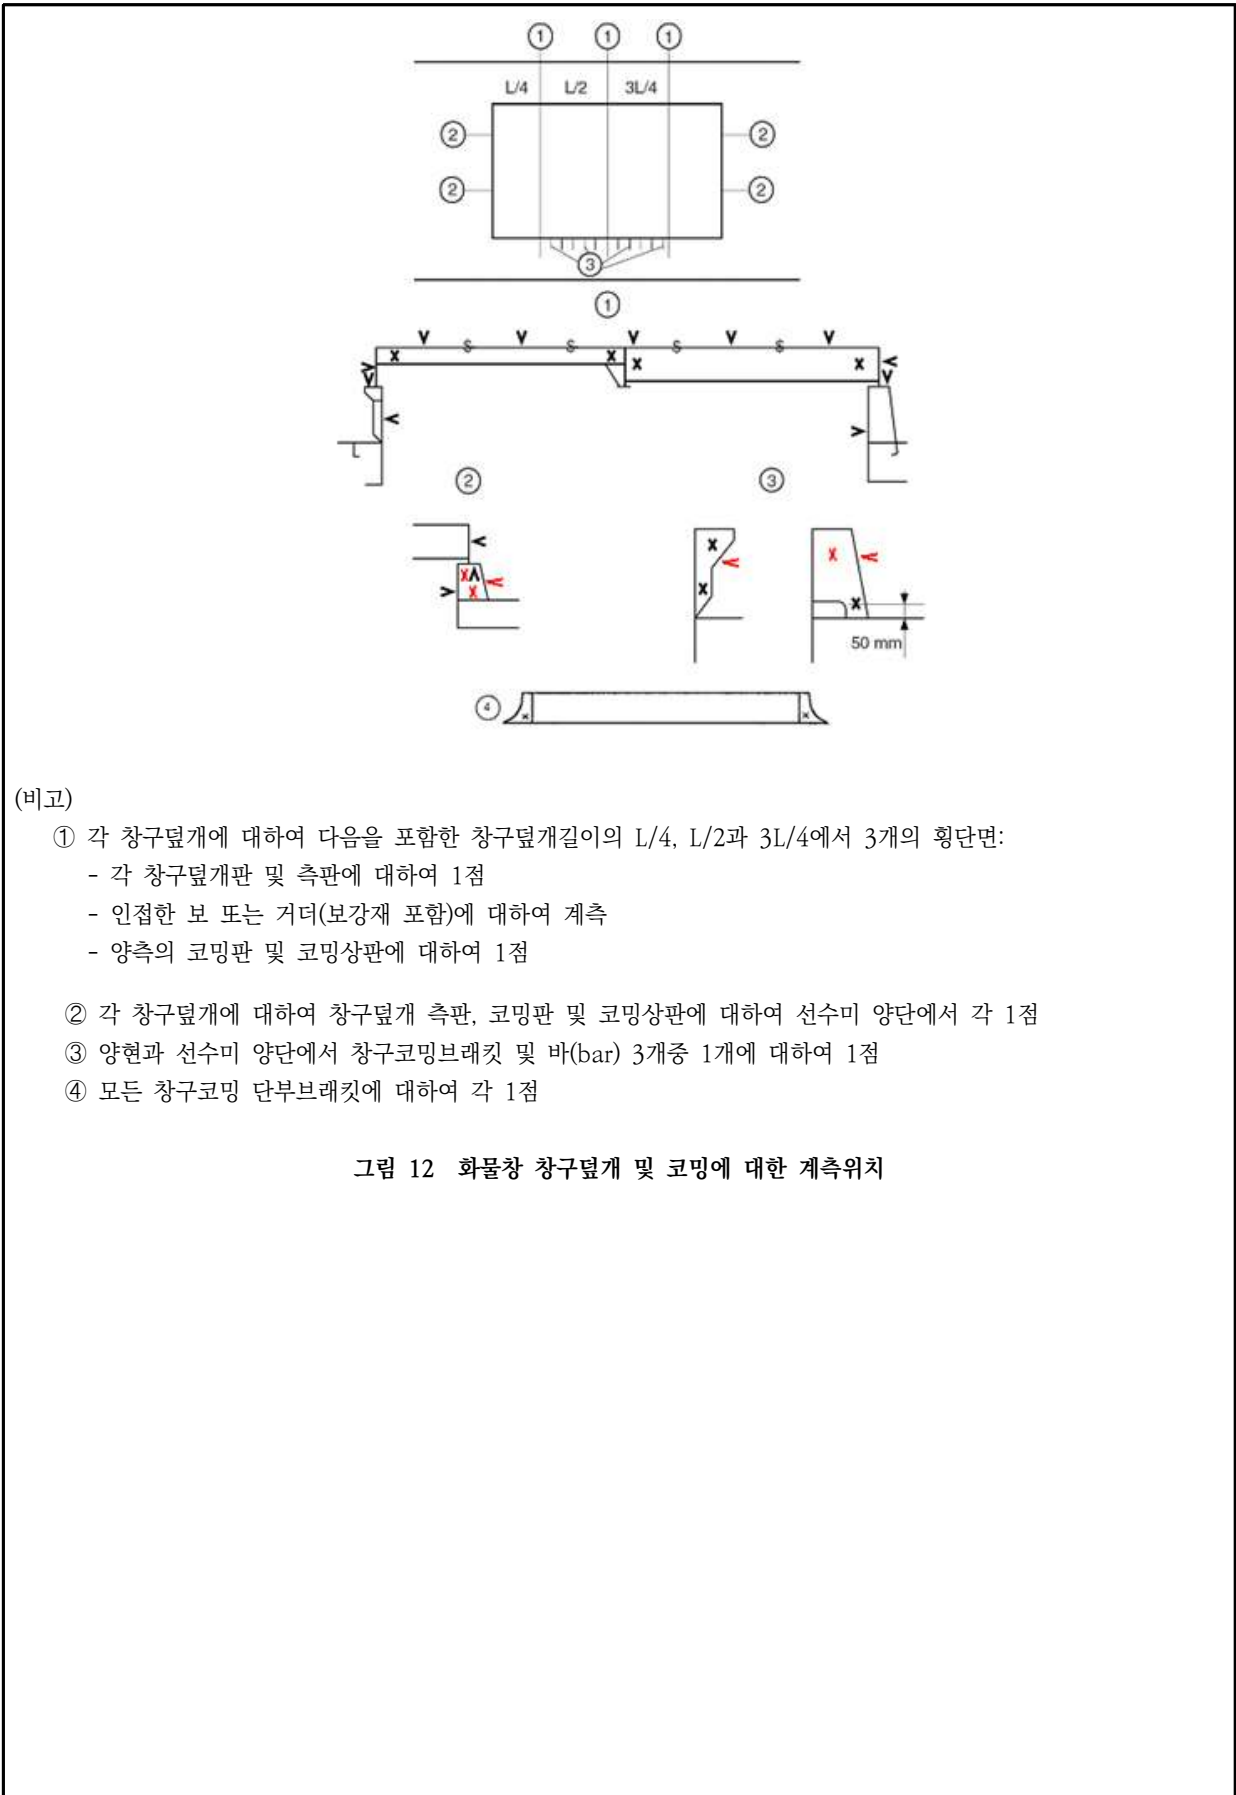 ① ① ①
L/4 L/2 3L/4
② ②
② ②
③
①
② ③
50 mm
④
(비고)
① 각 창구덮개에 대하여 다음을 포함한 창구덮개길이의 L/4, L/2과 3L/4에서 3개의 횡단면:
- 각 창구덮개판 및 측판에 대하여 1점
- 인접한 보 또는 거더(보강재 포함)에 대하여 계측
- 양측의 코밍판 및 코밍상판에 대하여 1점
② 각 창구덮개에 대하여 창구덮개 측판, 코밍판 및 코밍상판에 대하여 선수미 양단에서 각 1점
③ 양현과 선수미 양단에서 창구코밍브래킷 및 바(bar) 3개중 1개에 대하여 1점
④ 모든 창구코밍 단부브래킷에 대하여 각 1점
그림 12 화물창 창구덮개 및 코밍에 대한 계측위치